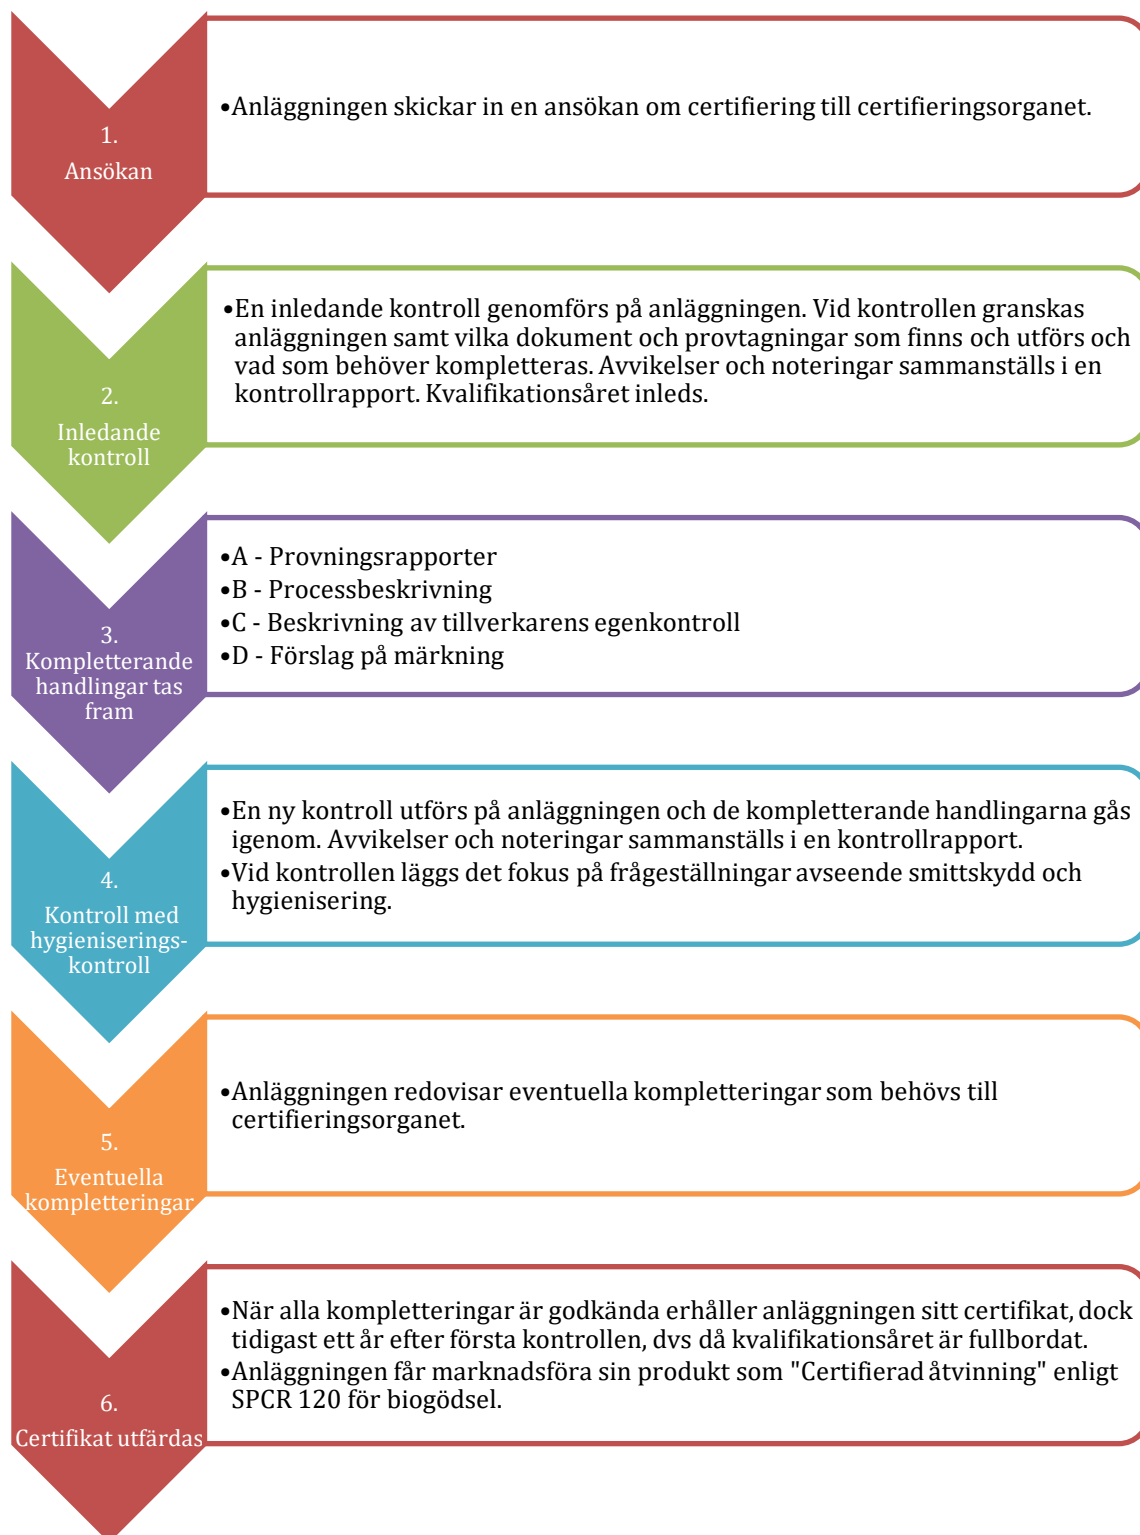 1.
Ansökan
•Anläggningen skickar in en ansökan om certifiering till certifieringsorganet.
2.
Inledande
kontroll
•En inledande kontroll genomförs på anläggningen. Vid kontrollen granskas
anläggningen samt vilka dokument och provtagningar som finns och utförs och
vad som behöver kompletteras. Avvikelser och noteringar sammanställs i en
kontrollrapport. Kvalifikationsåret inleds.
3.
Kompletterande
handlingar tas
fram
•A - Provningsrapporter
•B - Processbeskrivning
•C - Beskrivning av tillverkarens egenkontroll
•D - Förslag på märkning
4.
Kontroll med
hygieniserings-
kontroll
•En ny kontroll utförs på anläggningen och de kompletterande handlingarna gås
igenom. Avvikelser och noteringar sammanställs i en kontrollrapport.
•Vid kontrollen läggs det fokus på frågeställningar avseende smittskydd och
hygienisering.
5.
Eventuella
kompletteringar
•Anläggningen redovisar eventuella kompletteringar som behövs till
certifieringsorganet.
6.
Certifikat utfärdas
•När alla kompletteringar är godkända erhåller anläggningen sitt certifikat, dock
tidigast ett år efter första kontrollen, dvs då kvalifikationsåret är fullbordat.
•Anläggningen får marknadsföra sin produkt som "Certifierad åtvinning" enligt
SPCR 120 för biogödsel.